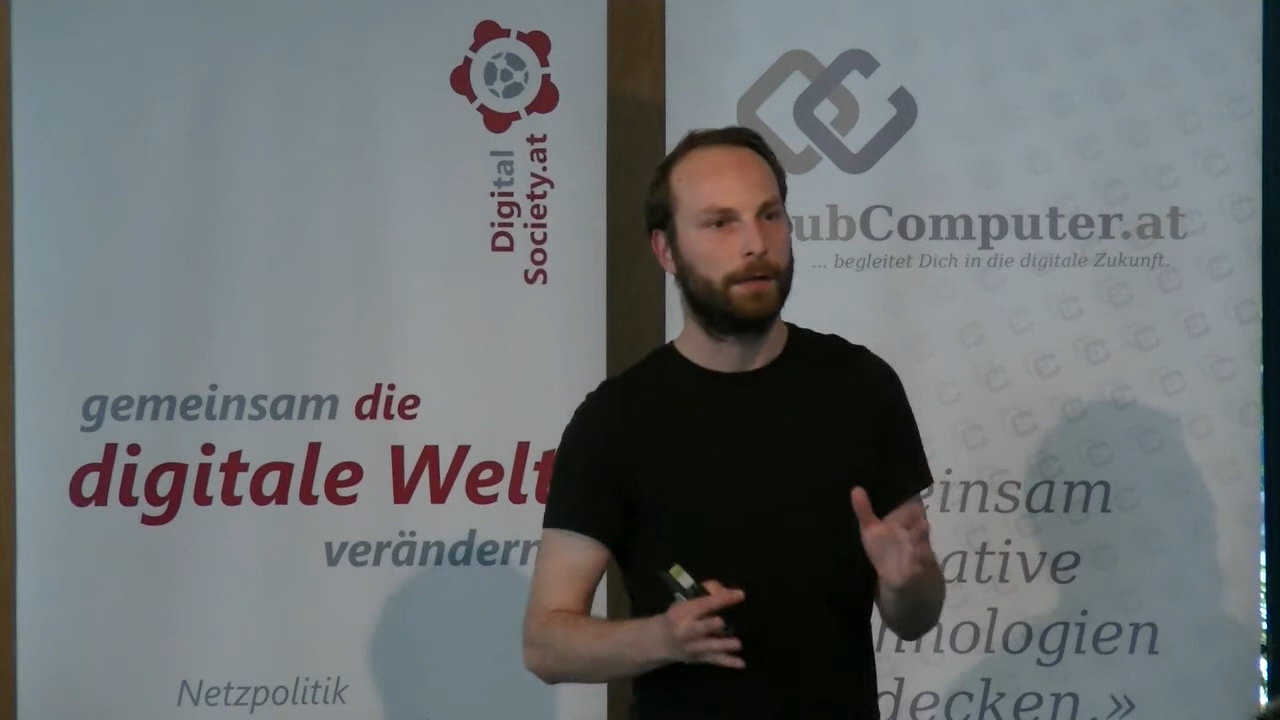 Digital
Society.at
gemeinsam die
digitale Welt
verändern
Netzpolitik
ubComputer.at
... begleitet Dich in die digitale Zukunft.
einsam
ative
hnologien
decken.»